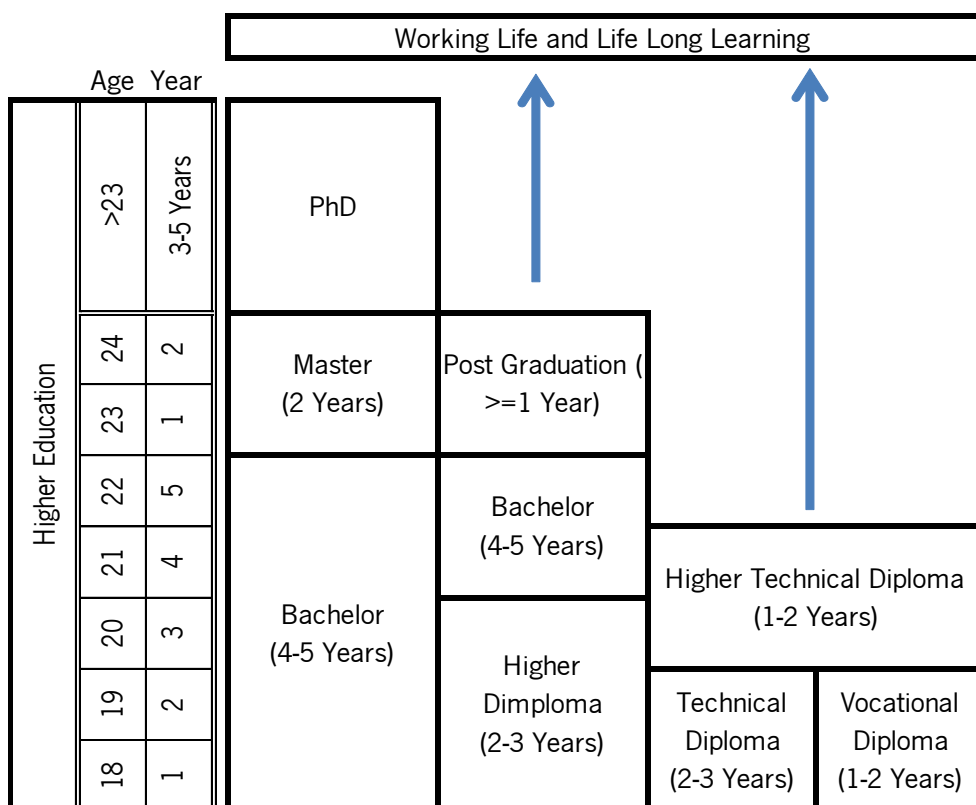 Working Life and Life Long Learning
Age Year
Higher Education
>23
3-5 Years
PhD
24
2
Master
(2 Years)
Post Graduation (
>=1 Year)
23
1
22
5
Bachelor
(4-5 Years)
21
4
Higher Technical Diploma
(1-2 Years)
20
3
Bachelor
(4-5 Years)
Higher
Dimploma
(2-3 Years)
19
2
Technical
Diploma
(2-3 Years)
Vocational
Diploma
(1-2 Years)
18
1